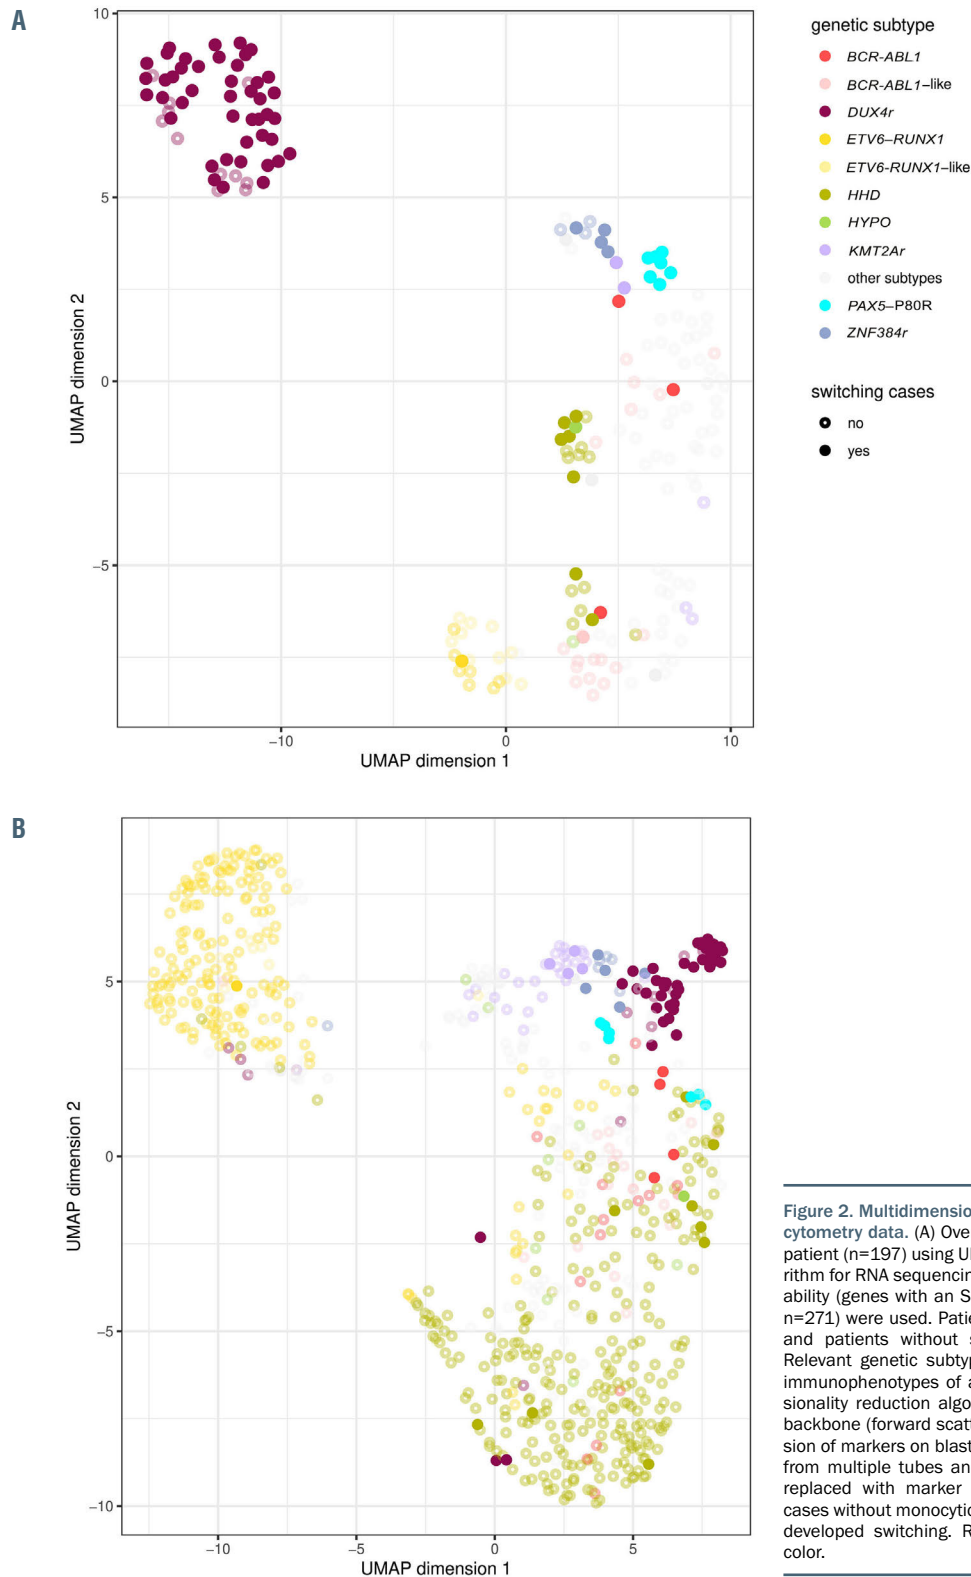 A
10
5
0
−5
−10
0
10
UMAP dimension 2
UMAP dimension 1
genetic subtype
BCR-ABL1
BCR-ABL1–like
DUX4r
ETV6–RUNX1
ETV6-RUNX1–like
HHD
HYPO
KMT2Ar
other subtypes
PAX5–P80R
ZNF384r
switching cases
no
yes
B
5
0
−5
−10
−10
−5
0
5
UMAP dimension 2
UMAP dimension 1
Figure 2. Multidimensio
cytometry data. (A) Over
patient (n=197) using U
rithm for RNA sequencin
ability (genes with an S
n=271) were used. Patie
and patients without s
Relevant genetic subtyp
immunophenotypes of a
sionality reduction algo
backbone (forward scatt
sion of markers on blast
from multiple tubes an
replaced with marker
cases without monocytic
developed switching. R
color.